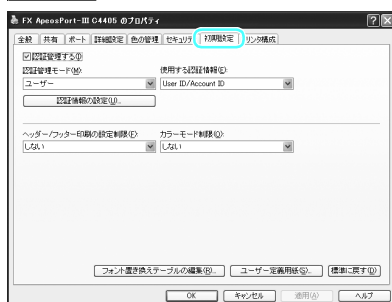 FX ApeosPort-III C4405 のプロパティ
全般 共有 ポート 詳細設定 色の管理 セキュリティ 初期設定 プリンタ構成
認証管理する(I)
認証管理モード(M): 使用する認証情報(E):
ユーザー User ID/Account ID
認証情報の設定(U)...
ヘッダー/フッター印刷の設定制限(F): カラーモード制限(Q):
しない しない
フォント置き換えテーブルの編集(B)... ユーザー定義用紙(S)... 標準に戻す(D)
OK キャンセル 適用(A) ヘルプ